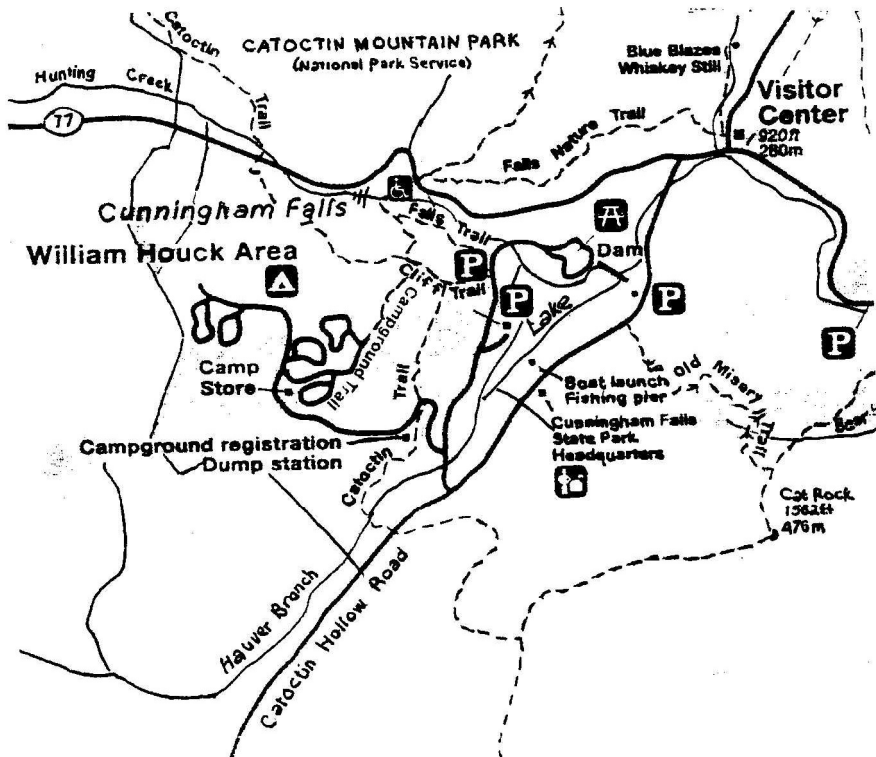 Catoctin
Trail
CATOCTIN MOUNTAIN PARK
(National Park Service)
Blue Blazes
Whiskey Still
Hunting Creek
77
Visitor
Center
920ft
280m
Falls Nature Trail
Cunningham Falls
Falls Trail
William Houck Area
P
Dam
Cliff Trail
P
Lake
P
P
Campground Trail
Camp
Store
Trail
Boat launch
Fishing pier
Old Misery Trail
Cunningham Falls
State Park
Headquarters
Bear
Campground registration
Dump station
Catoctin
Cat Rock
1562ft
476m
Hauver Branch
Catoctin Hollow Road